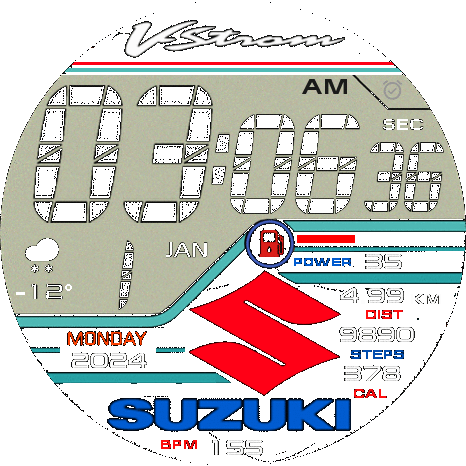 V-Strom
AM
03:06
SEC
36
1 JAN
-12°
POWER 35
4.99 KM
DIST
9890
STEPS
378
CAL
MONDAY
2024
SUZUKI
BPM 155